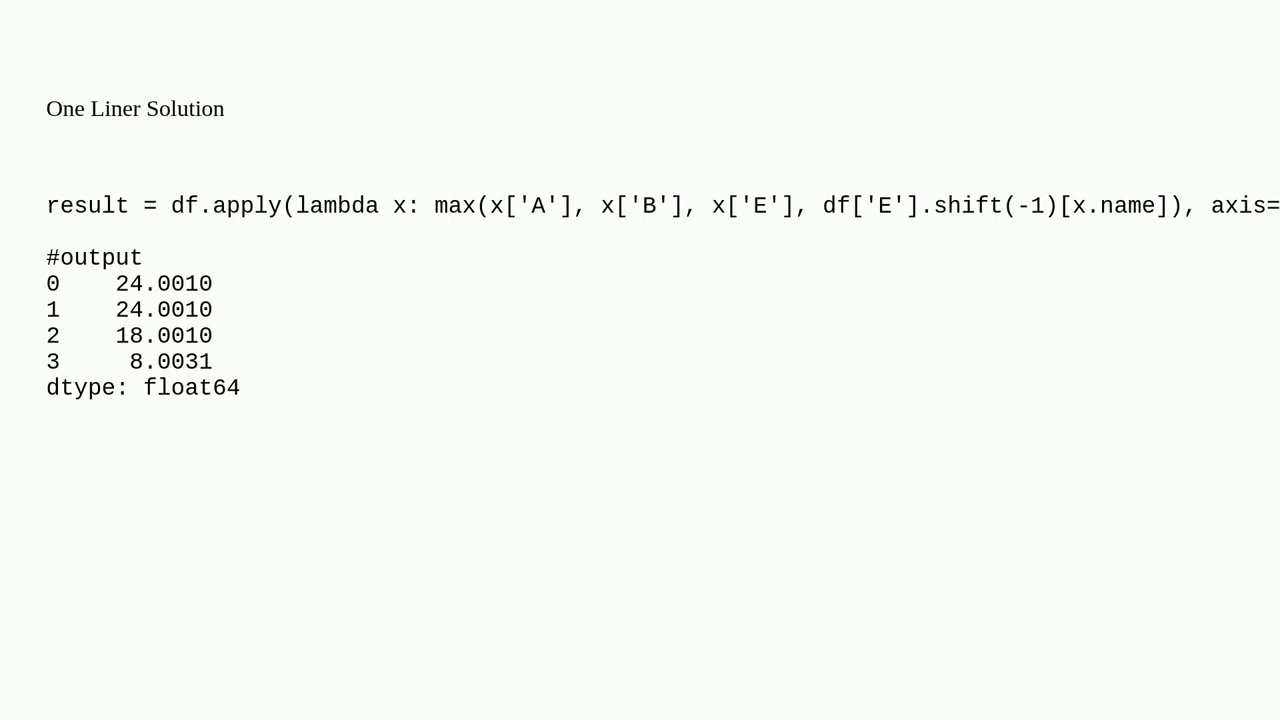 One Liner Solution
result = df.apply(lambda x: max(x['A'], x['B'], x['E'], df['E'].shift(-1)[x.name]), axis=
#output
0    24.0010
1    24.0010
2    18.0010
3     8.0031
dtype: float64